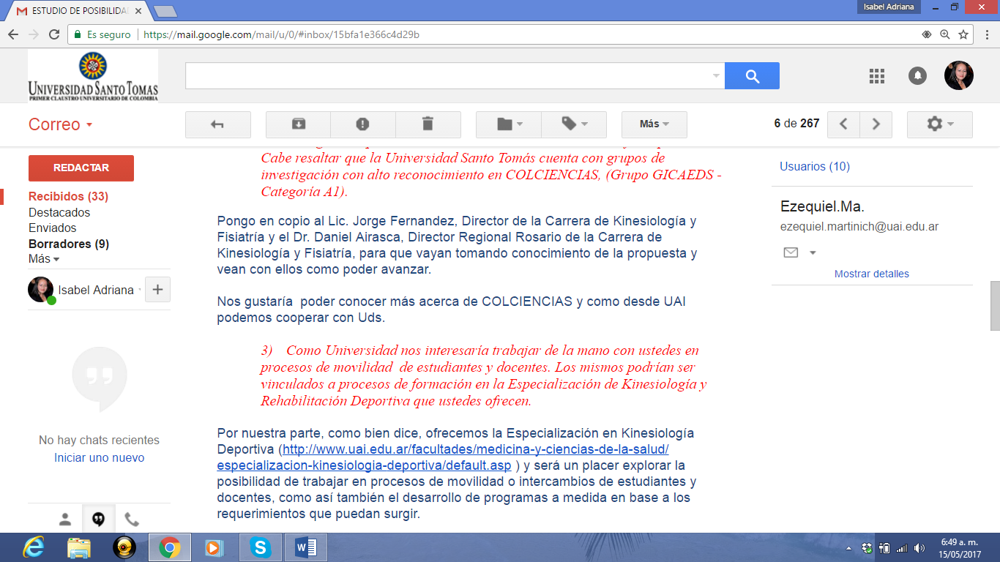 ESTUDIO DE POSIBILIDA
Isabel Adriana
Es seguro
https://mail.google.com/mail/u/0/#inbox/15bfa1e366c4d29b
UNIVERSIDAD SANTO TOMAS
PRIMER CLAUSTRO UNIVERSITARIO DE COLOMBIA
Correo
Más
6 de 267
REDACTAR
Recibidos (33)
Destacados
Enviados
Borradores (9)
Más
Isabel Adriana
No hay chats recientes
Iniciar uno nuevo
Cabe resaltar que la Universidad Santo Tomás cuenta con grupos de
investigación con alto reconocimiento en COLCIENCIAS, (Grupo GICAEDS -
Categoría A1).
Pongo en copio al Lic. Jorge Fernandez, Director de la Carrera de Kinesiología y
Fisiatría y el Dr. Daniel Airasca, Director Regional Rosario de la Carrera de
Kinesiología y Fisiatría, para que vayan tomando conocimiento de la propuesta y
vean con ellos como poder avanzar.
Nos gustaría poder conocer más acerca de COLCIENCIAS y como desde UAI
podemos cooperar con Uds.
3) Como Universidad nos interesaría trabajar de la mano con ustedes en
procesos de movilidad de estudiantes y docentes. Los mismos podrían ser
vinculados a procesos de formación en la Especialización de Kinesiología y
Rehabilitación Deportiva que ustedes ofrecen.
Por nuestra parte, como bien dice, ofrecemos la Especialización en Kinesiología
Deportiva (http://www.uai.edu.ar/facultades/medicina-y-ciencias-de-la-salud/
especializacion-kinesiologia-deportiva/default.asp ) y será un placer explorar la
posibilidad de trabajar en procesos de movilidad o intercambios de estudiantes y
docentes, como así también el desarrollo de programas a medida en base a los
requerimientos que puedan surgir.
Usuarios (10)
Ezequiel.Ma.
ezequiel.martinich@uai.edu.ar
Mostrar detalles
6:49 a. m.
15/05/2017